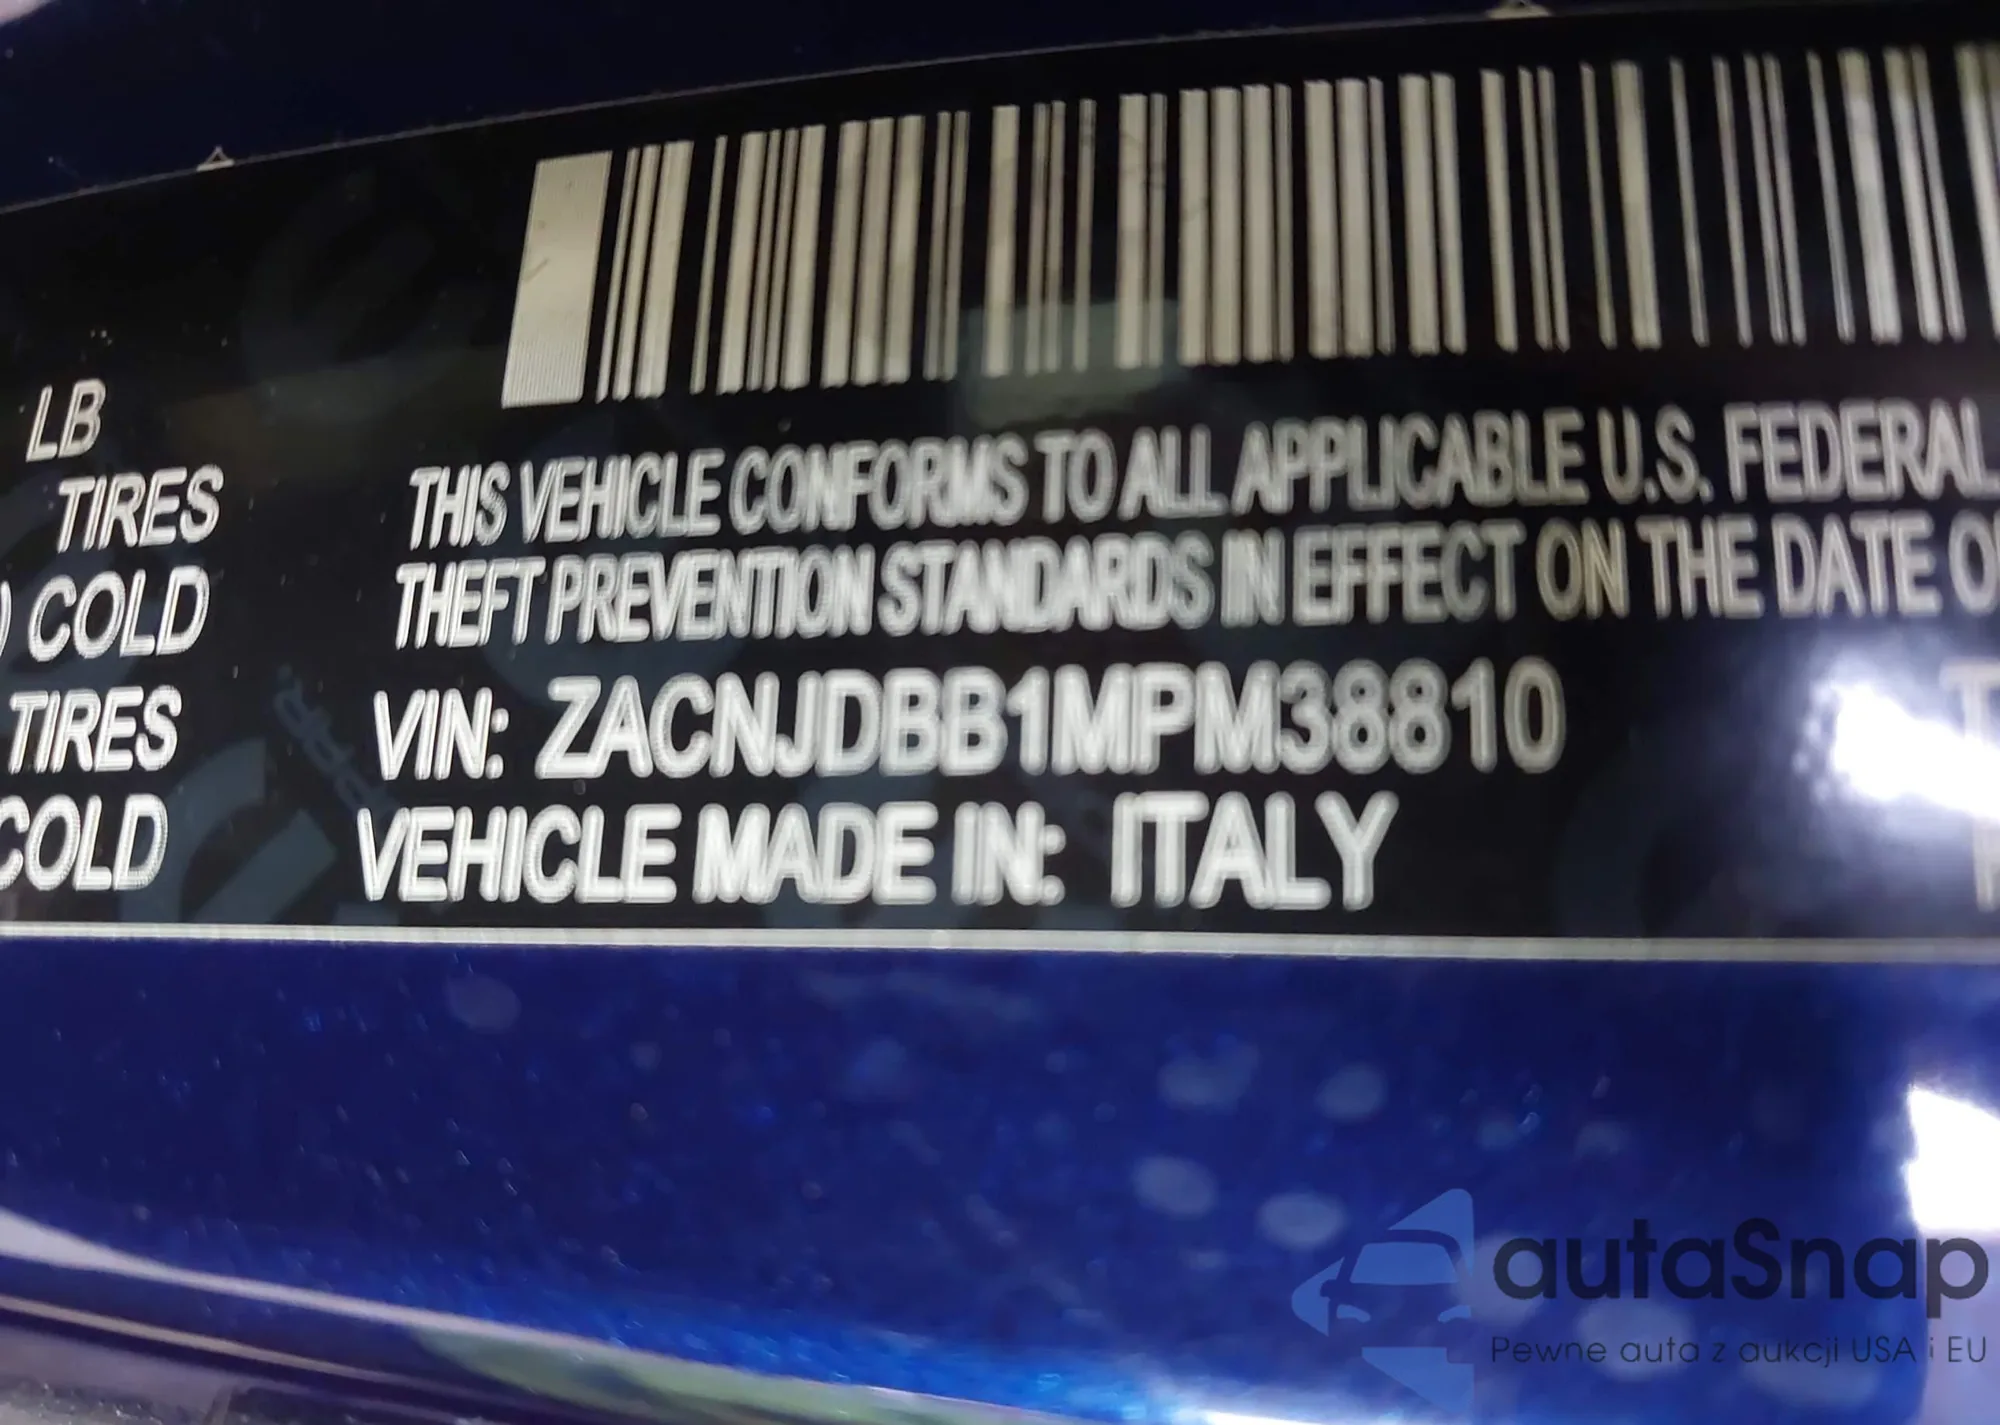 LB
TIRES
) COLD
TIRES
COLD
THIS VEHICLE CONFORMS TO ALL APPLICABLE U.S. FEDERAL
THEFT PREVENTION STANDARDS IN EFFECT ON THE DATE
VIN: ZACNJDBB1MPM38810
VEHICLE MADE IN: ITALY
autaSnap
Pewne auta z aukcji USA i EU